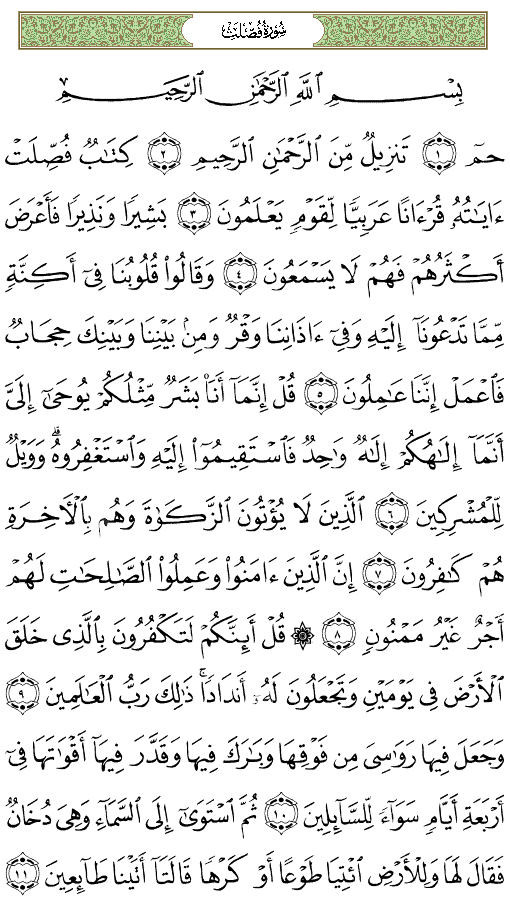 سُورَةُ فُصِّلَتْ
بِسْمِ ٱللَّهِ ٱلرَّحْمَٰنِ ٱلرَّحِيمِ
حمٓ ١ تَنزِيلٌ مِّنَ ٱلرَّحْمَٰنِ ٱلرَّحِيمِ ٢ كِتَٰبٌ فُصِّلَتْ
ءَايَٰتُهُۥ قُرْءَانًا عَرَبِيًّا لِّقَوْمٍ يَعْلَمُونَ ٣ بَشِيرًا وَنَذِيرًا فَأَعْرَضَ
أَكْثَرُهُمْ فَهُمْ لَا يَسْمَعُونَ ٤ وَقَالُوا۟ قُلُوبُنَا فِىٓ أَكِنَّةٍ
مِّمَّا تَدْعُونَآ إِلَيْهِ وَفِىٓ ءَاذَانِنَا وَقْرٌ وَمِنۢ بَيْنِنَا وَبَيْنِكَ حِجَابٌ
فَٱعْمَلْ إِنَّنَا عَٰمِلُونَ ٥ قُلْ إِنَّمَآ أَنَا۠ بَشَرٌ مِّثْلُكُمْ يُوحَىٰٓ إِلَىَّ
أَنَّمَآ إِلَٰهُكُمْ إِلَٰهٌ وَٰحِدٌ فَٱسْتَقِيمُوٓا۟ إِلَيْهِ وَٱسْتَغْفِرُوهُ ۗ وَوَيْلٌ
لِّلْمُشْرِكِينَ ٦ ٱلَّذِينَ لَا يُؤْتُونَ ٱلزَّكَوٰةَ وَهُم بِٱلْءَاخِرَةِ
هُمْ كَٰفِرُونَ ٧ إِنَّ ٱلَّذِينَ ءَامَنُوا۟ وَعَمِلُوا۟ ٱلصَّٰلِحَٰتِ لَهُمْ
أَجْرٌ غَيْرُ مَمْنُونٍ ٨ ۞ قُلْ أَئِنَّكُمْ لَتَكْفُرُونَ بِٱلَّذِى خَلَقَ
ٱلْأَرْضَ فِى يَوْمَيْنِ وَتَجْعَلُونَ لَهُۥٓ أَندَادًا ۚ ذَٰلِكَ رَبُّ ٱلْعَٰلَمِينَ ٩
وَجَعَلَ فِيهَا رَوَٰسِىَ مِن فَوْقِهَا وَبَٰرَكَ فِيهَا وَقَدَّرَ فِيهَآ أَقْوَٰتَهَا فِىٓ
أَرْبَعَةِ أَيَّامٍ سَوَآءً لِّلسَّآئِلِينَ ١٠ ثُمَّ ٱسْتَوَىٰٓ إِلَى ٱلسَّمَآءِ وَهِىَ دُخَانٌ
فَقَالَ لَهَا وَلِلْأَرْضِ ٱئْتِيَا طَوْعًا أَوْ كَرْهًا قَالَتَآ أَتَيْنَا طَآئِعِينَ ١١